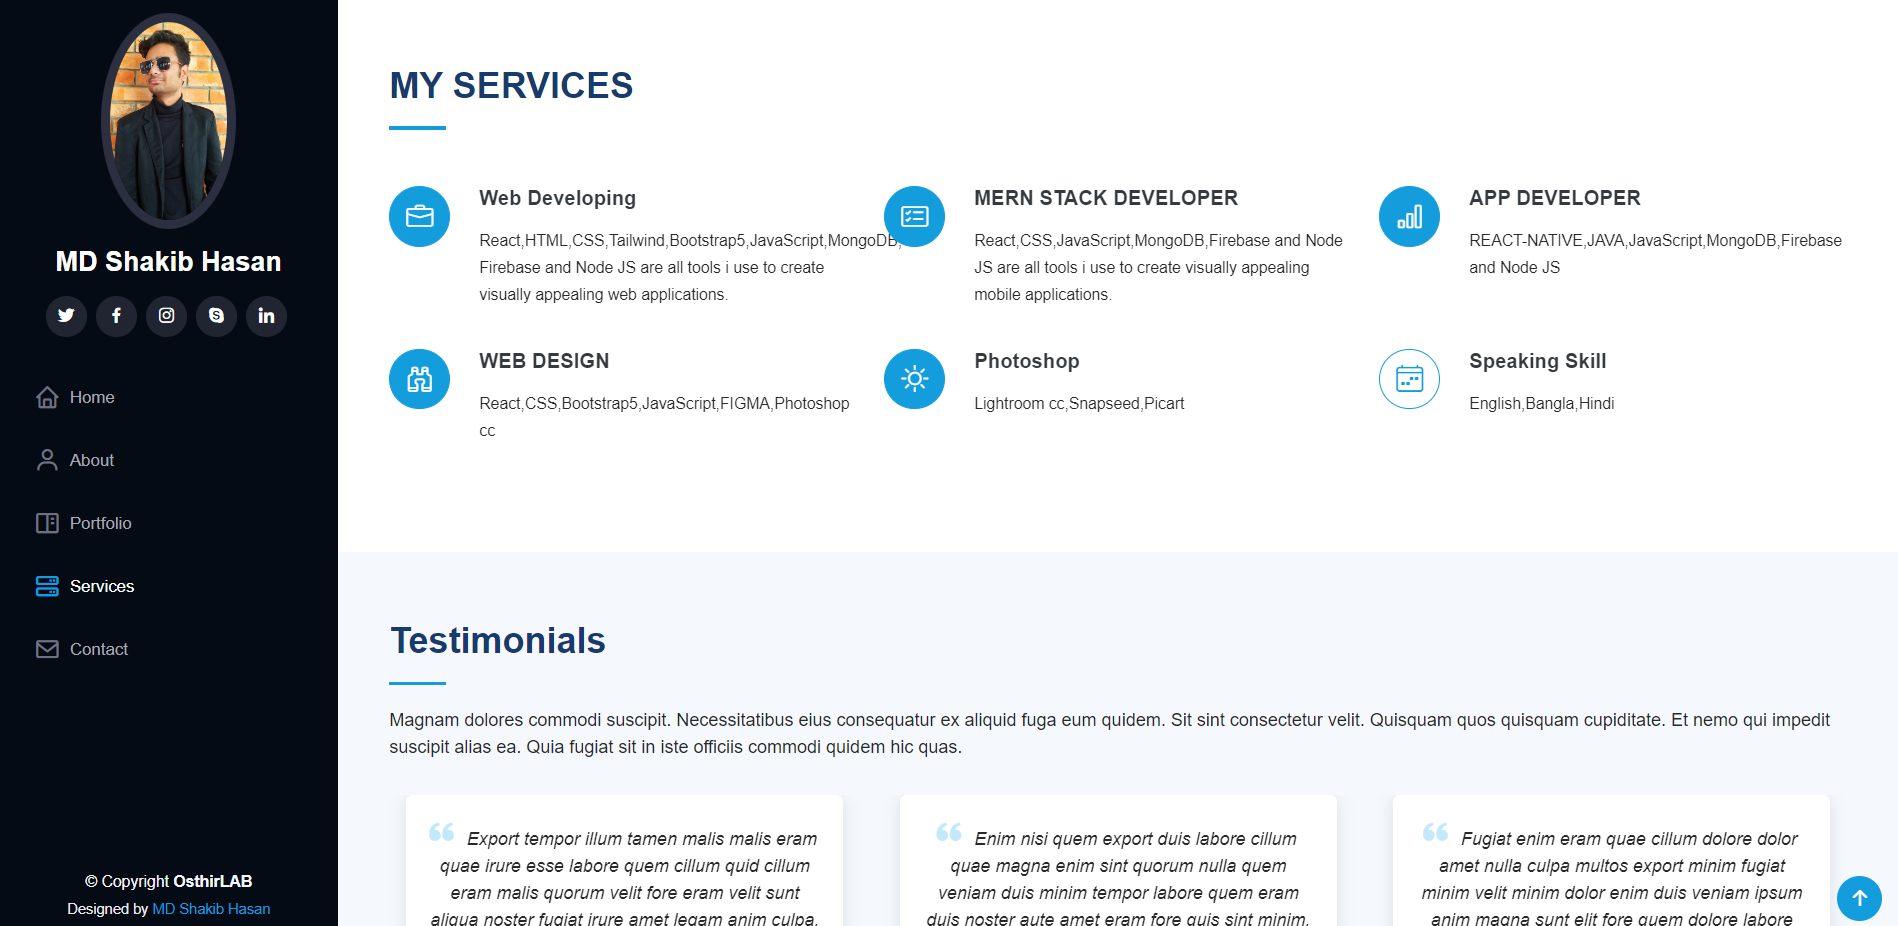 MD Shakib Hasan
Home
About
Portfolio
Services
Contact
© Copyright OsthirLAB
Designed by MD Shakib Hasan
MY SERVICES
Web Developing
React,HTML,CSS,Tailwind,Bootstrap5,JavaScript,MongoDB,
Firebase and Node JS are all tools i use to create
visually appealing web applications.
MERN STACK DEVELOPER
React,CSS,JavaScript,MongoDB,Firebase and Node
JS are all tools i use to create visually appealing
mobile applications.
APP DEVELOPER
REACT-NATIVE,JAVA,JavaScript,MongoDB,Firebase
and Node JS
WEB DESIGN
React,CSS,Bootstrap5,JavaScript,FIGMA,Photoshop
cc
Photoshop
Lightroom cc,Snapseed,Picart
Speaking Skill
English,Bangla,Hindi
Testimonials
Magnam dolores commodi suscipit. Necessitatibus eius consequatur ex aliquid fuga eum quidem. Sit sint consectetur velit. Quisquam quos quisquam cupiditate. Et nemo qui impedit
suscipit alias ea. Quia fugiat sit in iste officiis commodi quidem hic quas.
Export tempor illum tamen malis malis eram
quae irure esse labore quem cillum quid cillum
eram malis quorum velit fore eram velit sunt
aliqua noster fugiat irure amet legam anim culpa.
Enim nisi quem export duis labore cillum
quae magna enim sint quorum nulla quem
veniam duis minim tempor labore quem eram
duis noster aute amet eram fore quis sint minim.
Fugiat enim eram quae cillum dolore dolor
amet nulla culpa multos export minim fugiat
minim velit minim dolor enim duis veniam ipsum
anim magna sunt elit fore quem dolore labore